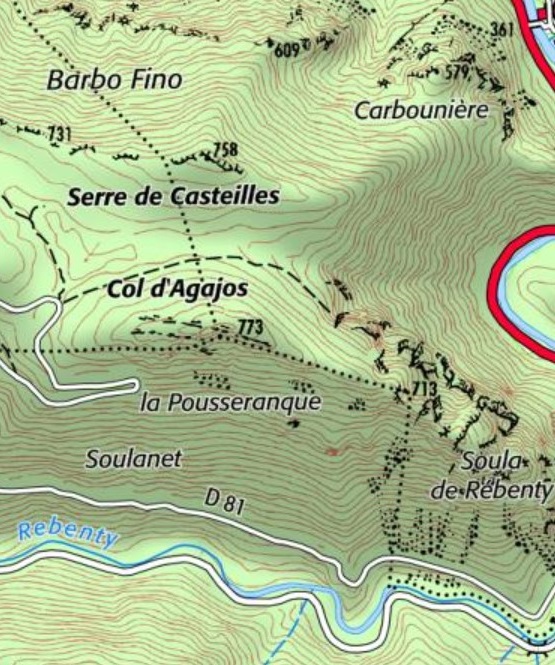 361
609
579
Barbo Fino
Carbounière
731
758
Serre de Casteilles
Col d'Agajos
773
713
la Pousseranque
Soulanet
Soula
de Rébenty
D 81
Rebenty